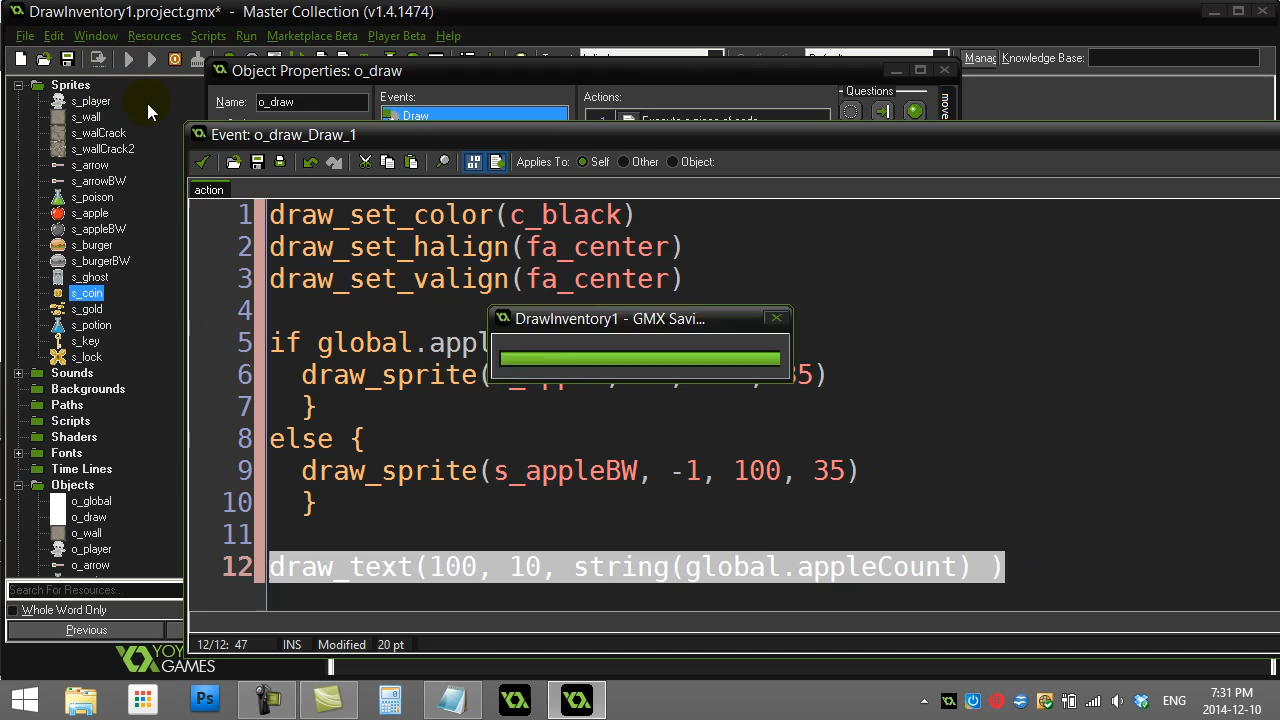 DrawInventory1.project.gmx* - Master Collection (v1.4.1474)
File Edit Window Resources Scripts Run Marketplace Beta Player Beta Help
Manag Knowledge Base:
Object Properties: o_draw
Name: o_draw Events: Actions: Questions move
Draw
Event: o_draw_Draw_1
Applies To: Self Other Object:
action
1 draw_set_color(c_black)
2 draw_set_halign(fa_center)
3 draw_set_valign(fa_center)
4
5 if global.appl
6 draw_sprite( 35)
7 }
8 else {
9 draw_sprite(s_appleBW, -1, 100, 35)
10 }
11
12 draw_text(100, 10, string(global.appleCount) )
DrawInventory1 - GMX Savi...
12/12: 47 INS Modified 20 pt
Sprites
s_player
s_wall
s_walCrack
s_wallCrack2
s_arrow
s_arrowBW
s_poison
s_apple
s_appleBW
s_burger
s_burgerBW
s_ghost
s_coin
s_gold
s_potion
s_key
s_lock
Sounds
Backgrounds
Paths
Scripts
Shaders
Fonts
Time Lines
Objects
o_global
o_draw
o_wall
o_player
o_arrow
Search For Resources...
Whole Word Only
Previous
YOY
GAMES
Ps
ENG
7:31 PM
2014-12-10